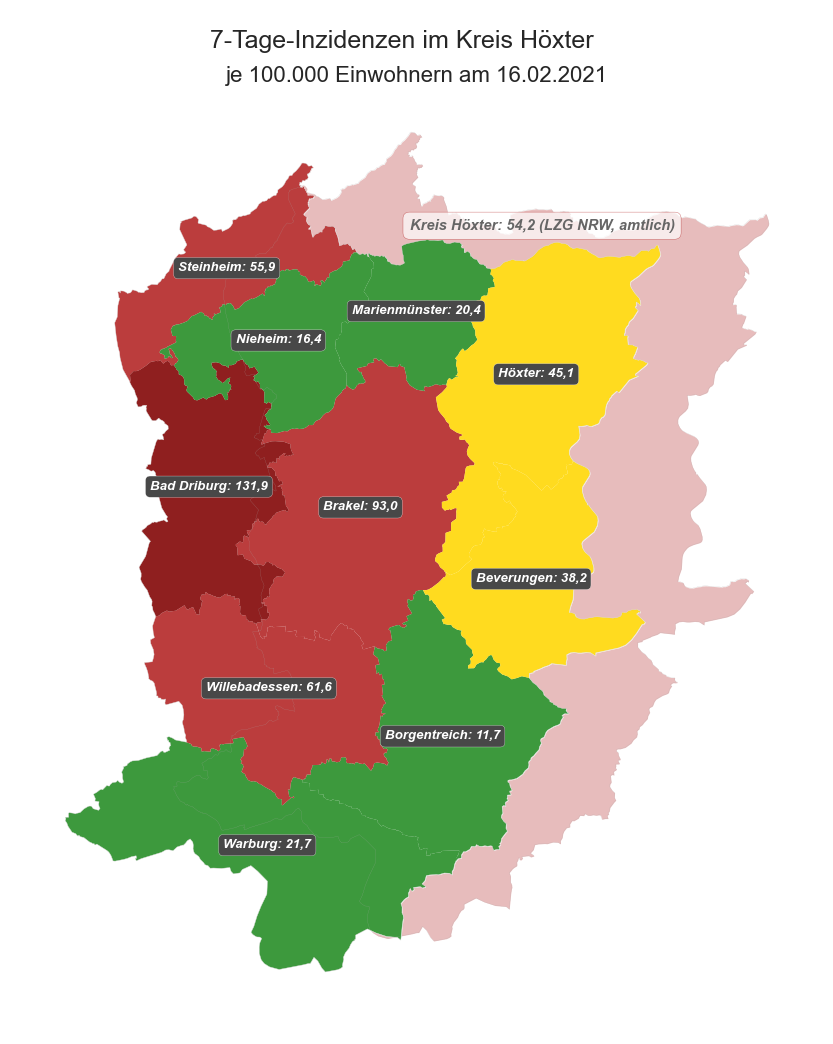 7-Tage-Inzidenzen im Kreis Höxter
je 100.000 Einwohnern am 16.02.2021
Kreis Höxter: 54,2 (LZG NRW, amtlich)
Steinheim: 55,9
Marienmünster: 20,4
Nieheim: 16,4
Höxter: 45,1
Bad Driburg: 131,9
Brakel: 93,0
Beverungen: 38,2
Willebadessen: 61,6
Borgentreich: 11,7
Warburg: 21,7